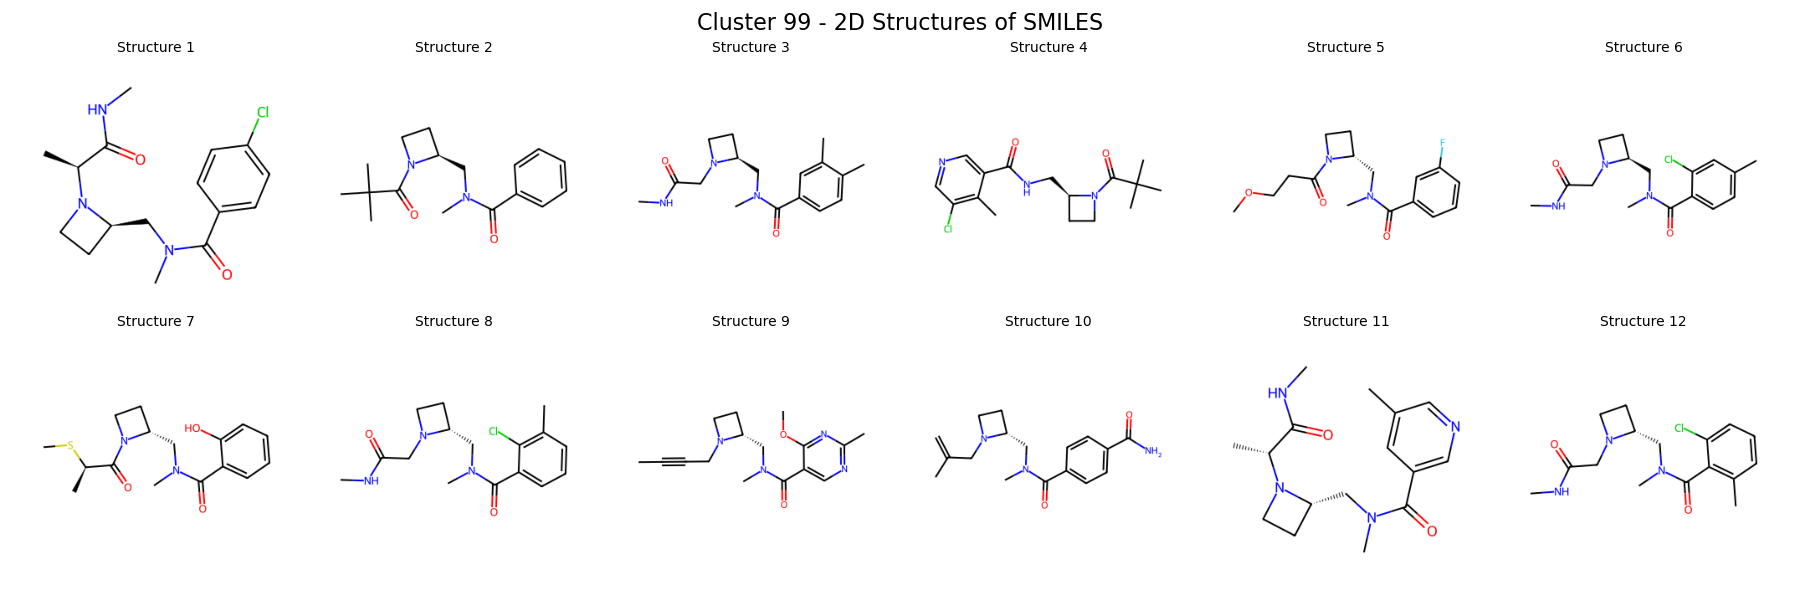 Cluster 99 - 2D Structures of SMILES
Structure 1
Structure 2
Structure 3
Structure 4
Structure 5
Structure 6
HN
O
Cl
N
N
O
N
O
N
O
O
NH
N
N
O
N
O
NH
Cl
O
N
N
O
O
N
F
O
NH
N
O
N
Cl
O
Structure 7
Structure 8
Structure 9
Structure 10
Structure 11
Structure 12
S
O
N
HO
N
O
O
NH
N
Cl
N
O
N
O
N
N
N
O
N
N
O
O
NH2
HN
O
N
N
N
O
O
NH
N
Cl
N
O